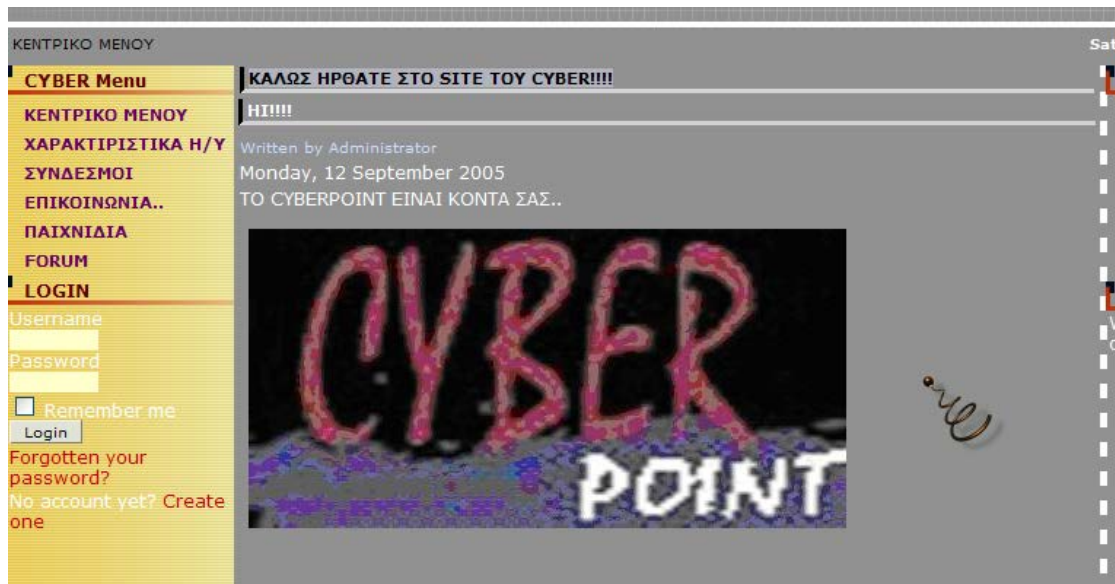 ΚΕΝΤΡΙΚΟ ΜΕΝΟΥ
Sat
CYBER Menu
ΚΕΝΤΡΙΚΟ ΜΕΝΟΥ
ΧΑΡΑΚΤΙΡΙΣΤΙΚΑ Η/Υ
ΣΥΝΔΕΣΜΟΙ
ΕΠΙΚΟΙΝΩΝΙΑ..
ΠΑΙΧΝΙΔΙΑ
FORUM
LOGIN
Username
Password
Remember me
Login
Forgotten your
password?
No account yet? Create
one
ΚΑΛΩΣ ΗΡΘΑΤΕ ΣΤΟ SITE ΤΟΥ CYBER!!!!
HI!!!!
Written by Administrator
Monday, 12 September 2005
ΤΟ CYBERPOINT ΕΙΝΑΙ ΚΟΝΤΑ ΣΑΣ..
CYBER
POINT